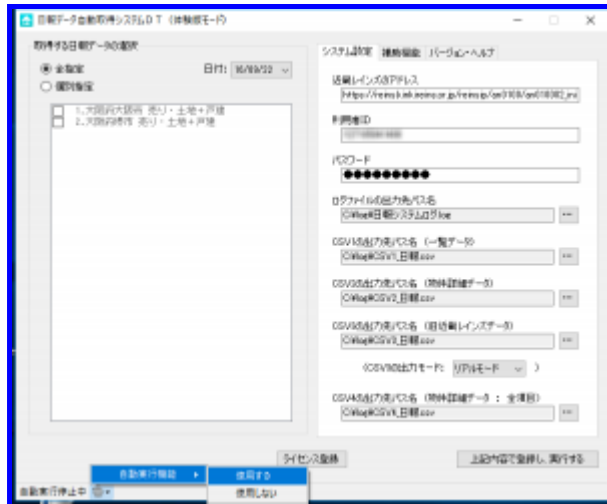 日報データ自動取得システムDT (体験版モード)
取得する日報データの選択
全指定
日付: 16/09/22
個別指定
1.大阪府大阪府 売り・土地+戸建
2.大阪府堺市 売り・土地+戸建
システム設定 補助機能 バージョン・ヘルプ
近畿レインズのアドレス
利用者ID
パスワード
●●●●●●●●●
ログファイルの出力先パス名
C:\log\日報システムログ.log
...
CSV1の出力先パス名 (一覧データ)
C:\log\CSV1_日報.csv
...
CSV2の出力先パス名 (物件詳細データ)
C:\log\CSV2_日報.csv
...
CSV3の出力先パス名 (旧近畿レインズデータ)
C:\log\CSV3_日報.csv
...
(CSV3の出力モード: リアルモード )
CSV4の出力先パス名 (物件詳細データ : 全項目)
C:\log\CSV4_日報.csv
...
ライセンス登録
上記内容で登録し、実行する
自動実行機能
使用する
使用しない
自動実行停止中